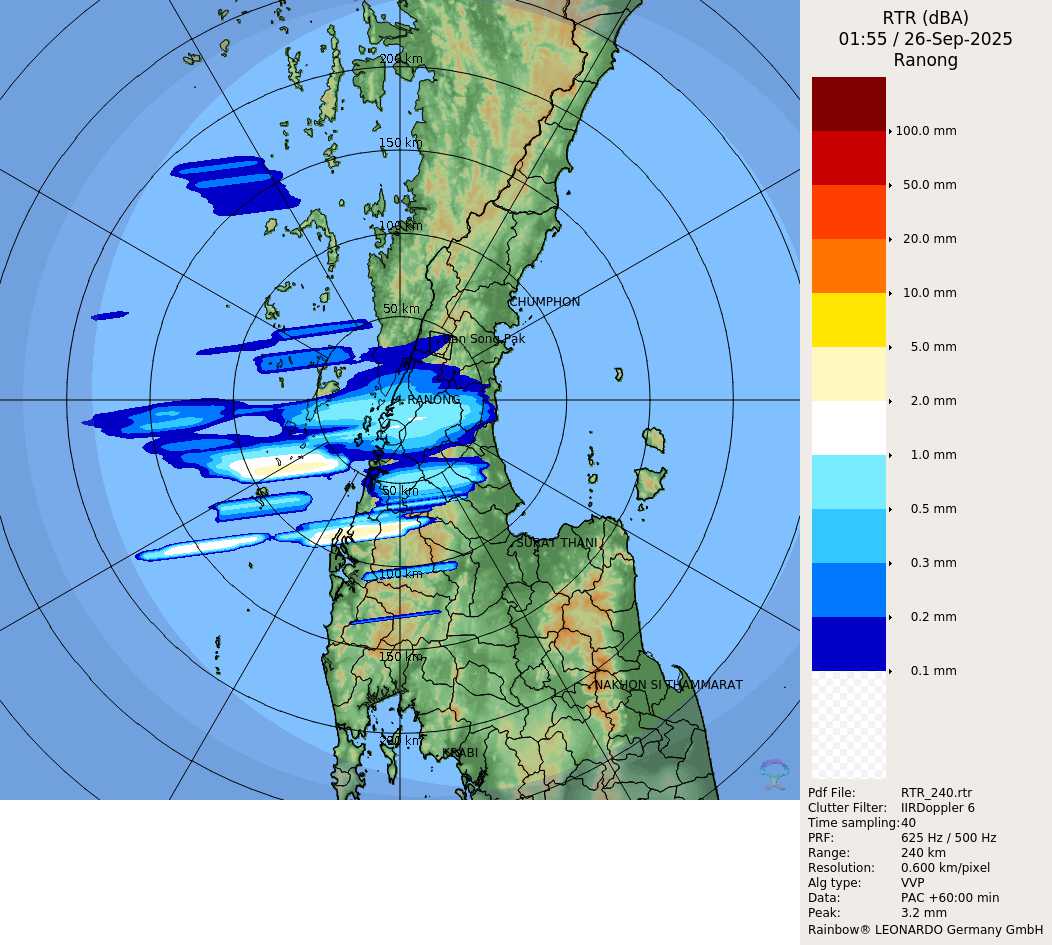 RTR (dBA)
01:55 / 26-Sep-2025
Ranong
200 km
150 km
100 km
50 km
CHUMPHON
RANONG
50 km
SURAT THANI
100 km
150 km
NAKHON SI THAMMARAT
200 km
KRABI
100.0 mm
50.0 mm
20.0 mm
10.0 mm
5.0 mm
2.0 mm
1.0 mm
0.5 mm
0.3 mm
0.2 mm
0.1 mm
Pdf File: RTR_240.rtr
Clutter Filter: IIRDoppler 6
Time sampling: 40
PRF: 625 Hz / 500 Hz
Range: 240 km
Resolution: 0.600 km/pixel
Alg type: VVP
Data: PAC +60:00 min
Peak: 3.2 mm
Rainbow® LEONARDO Germany GmbH